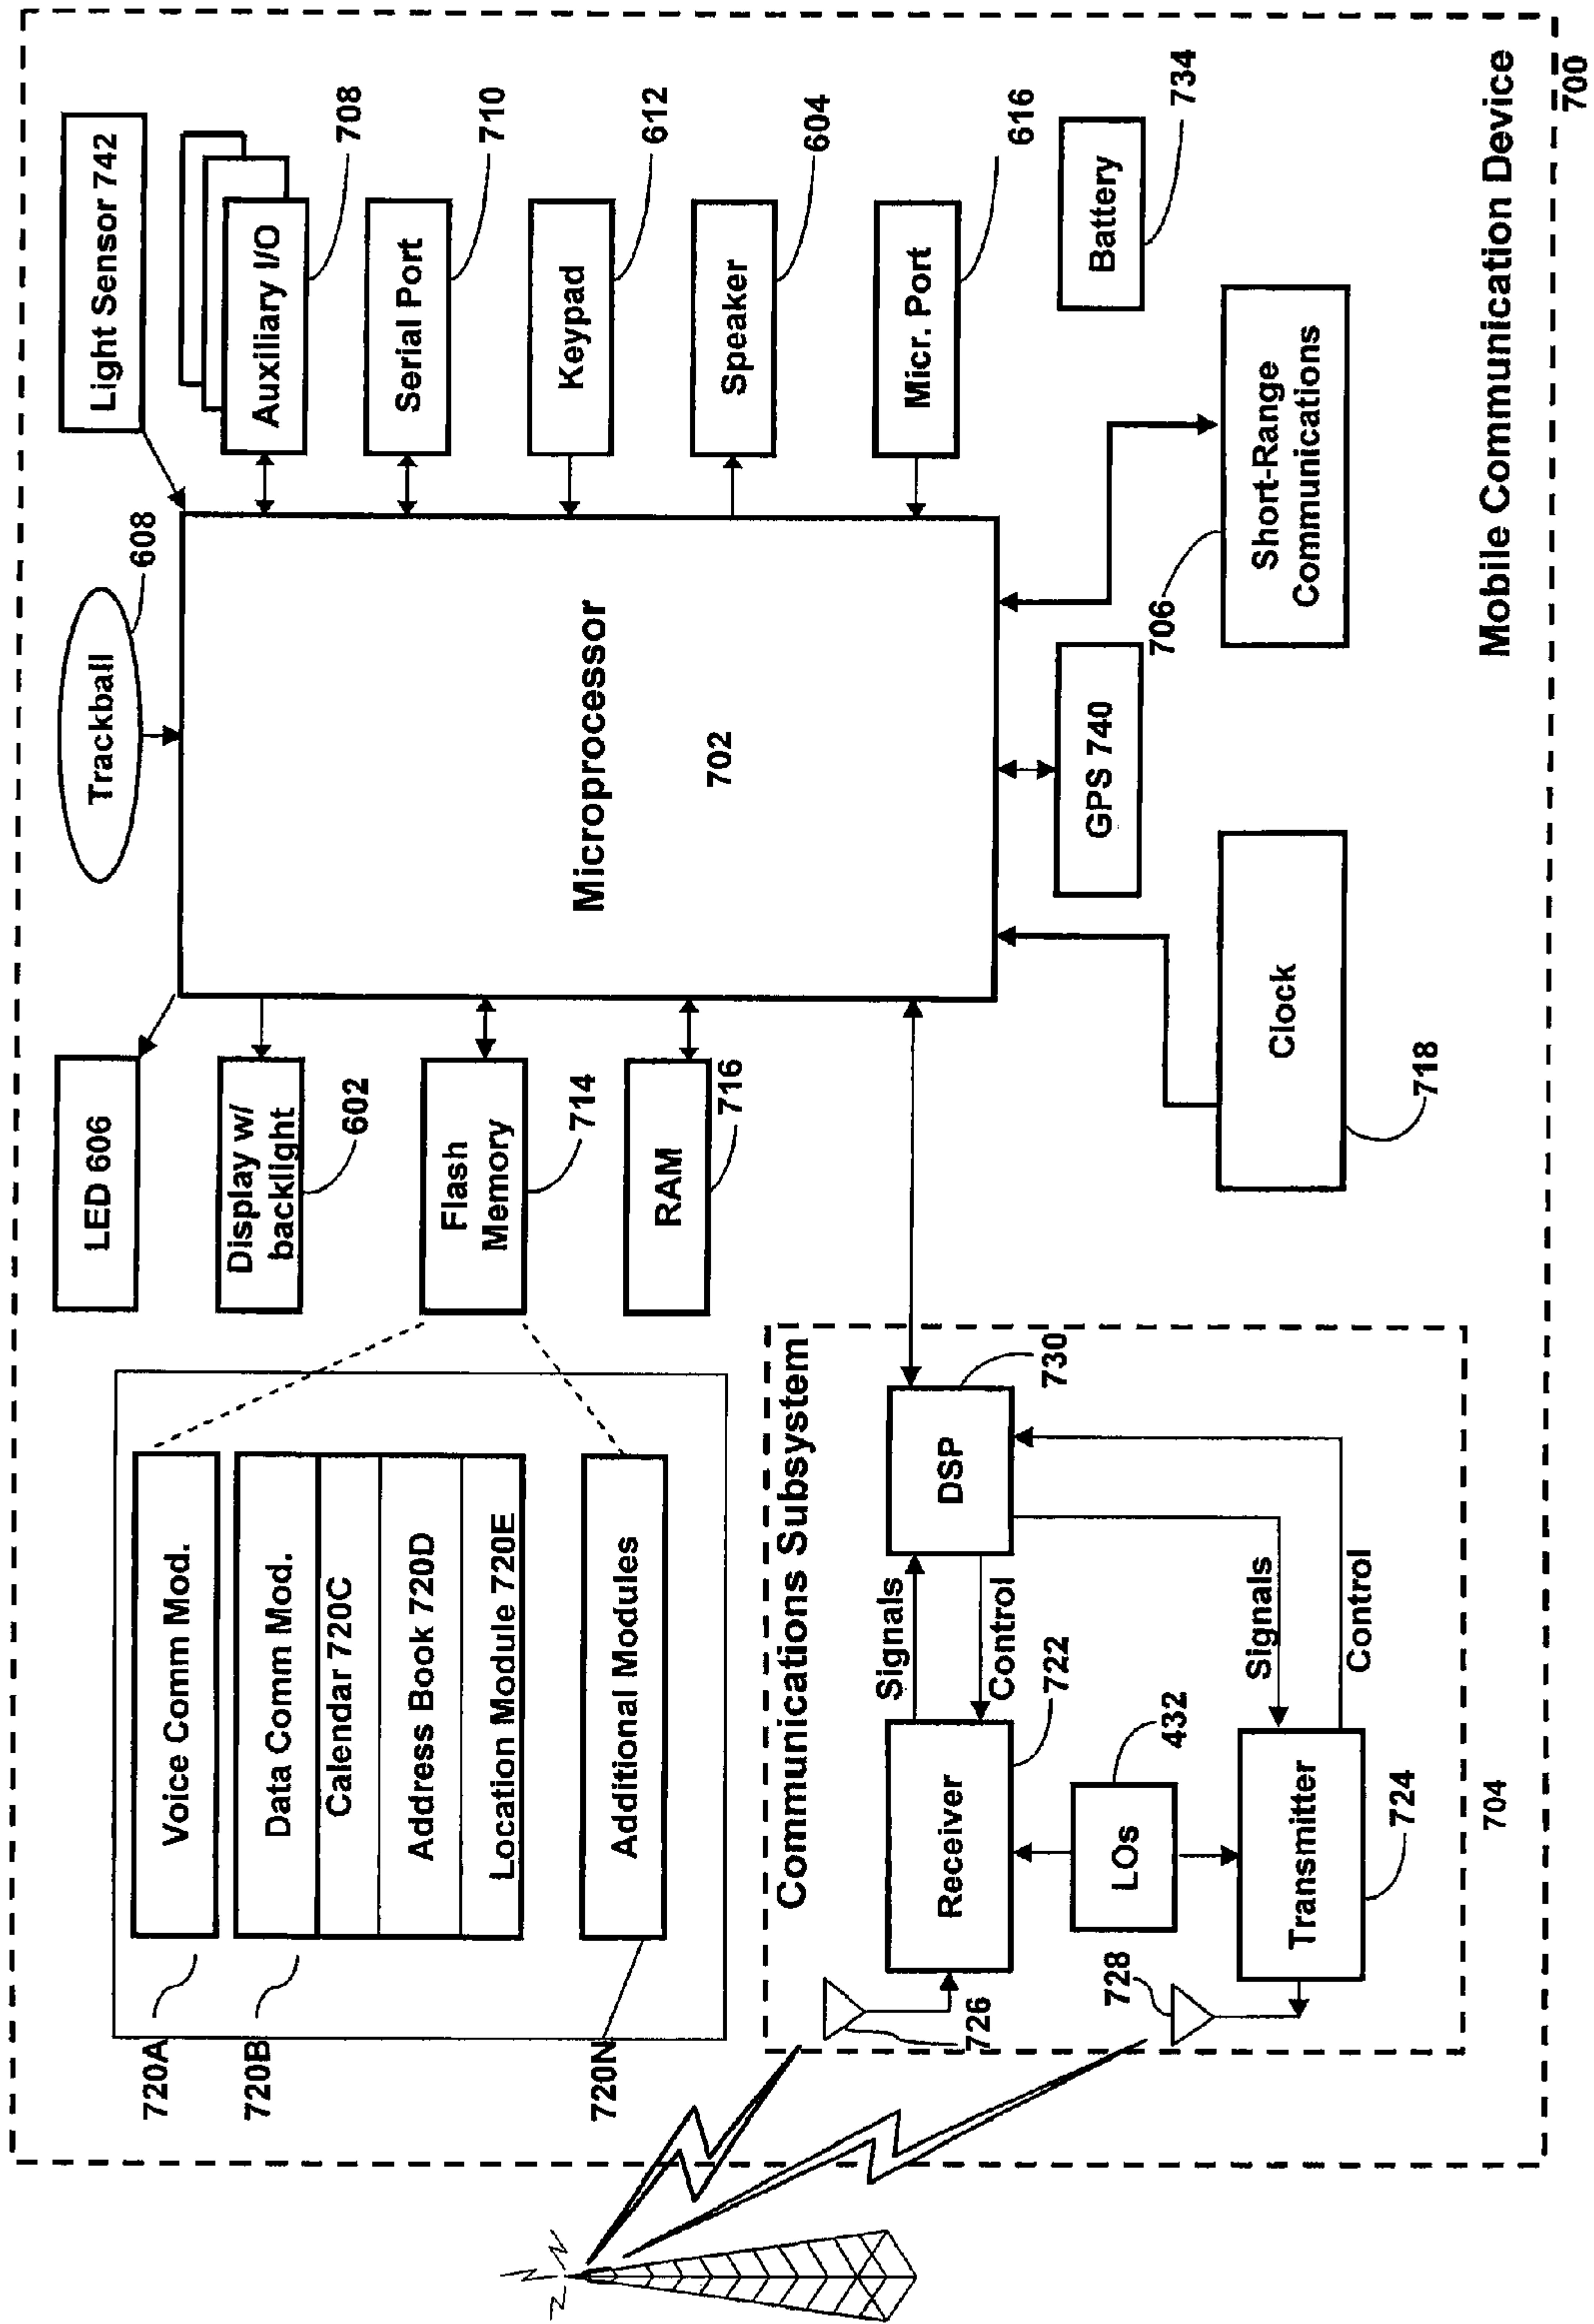 LED 606
Trackball
608
Light Sensor 742
Display w/
backlight
602
Auxiliary I/O
708
Serial Port
710
Flash
Memory
714
Microprocessor
702
Keypad
612
RAM
716
Speaker
604
Micr. Port
616
Voice Comm Mod.
720A
Data Comm Mod.
720B
Calendar 720C
Address Book 720D
Location Module 720E
Additional Modules
720N
Communications Subsystem
Receiver
722
Signals
Control
DSP
730
726
LOs
432
728
Transmitter
724
Signals
Control
704
GPS 740
Clock
718
706
Short-Range
Communications
Battery
734
Mobile Communication Device
700